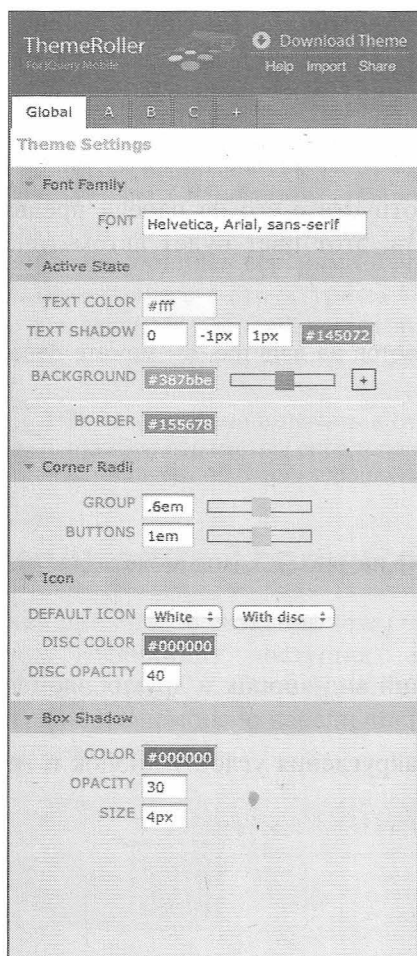 ThemeRoller
For jQuery Mobile
Download Theme
Help Import Share
Global A B C +
Theme Settings
Font Family
FONT Helvetica, Arial, sans-serif
Active State
TEXT COLOR #fff
TEXT SHADOW 0 -1px 1px #145072
BACKGROUND #387bbe +
BORDER #155678
Corner Radii
GROUP .6em
BUTTONS 1em
Icon
DEFAULT ICON White With disc
DISC COLOR #000000
DISC OPACITY 40
Box Shadow
COLOR #000000
OPACITY 30
SIZE 4px